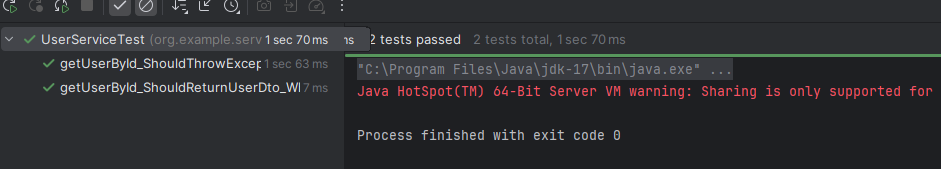 UserServiceTest (org.example.serv 1 sec 70 ms
getUserById_ShouldThrowExcep 1 sec 63 ms
getUserById_ShouldReturnUserDto_Wl 7 ms
ms 2 tests passed 2 tests total, 1 sec 70 ms
"C:\Program Files\Java\jdk-17\bin\java.exe" ...
Java HotSpot(TM) 64-Bit Server VM warning: Sharing is only supported for
Process finished with exit code 0